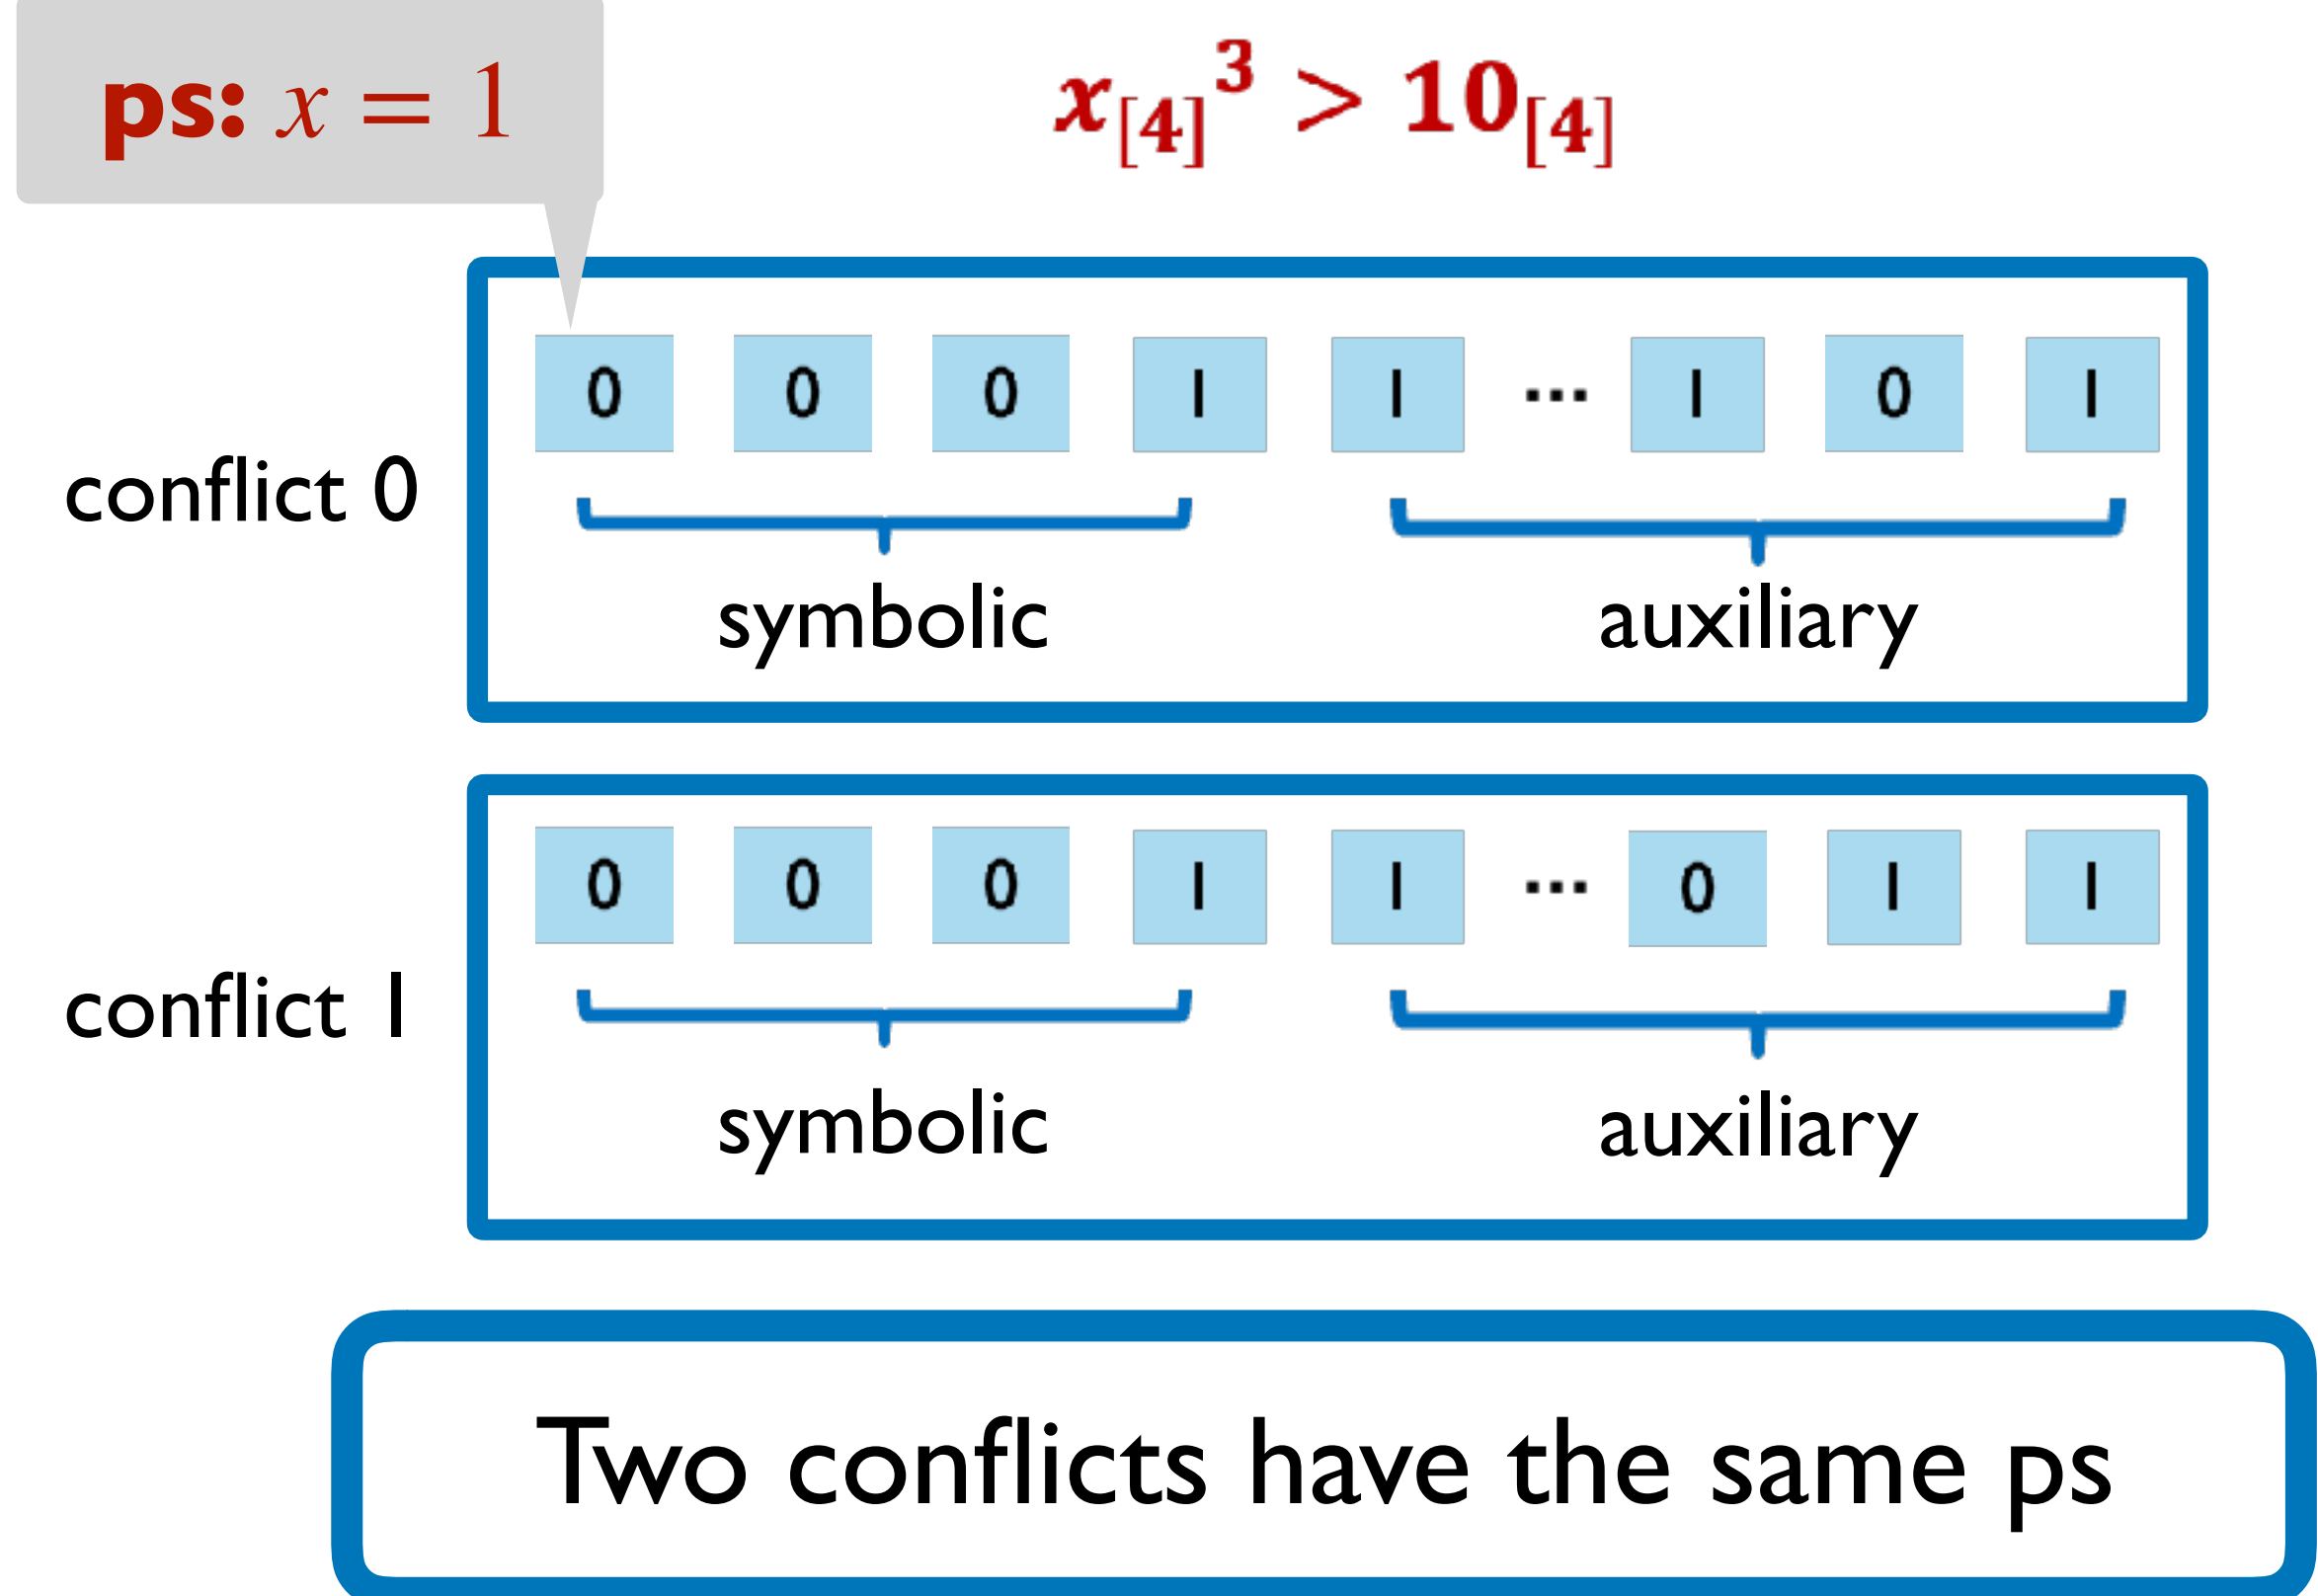 ps: x = 1
x[4]³ > 10[4]
0 0 0 1 1 ... 1 0 1
conflict 0
symbolic auxiliary
0 0 0 1 1 ... 0 1 1
conflict 1
symbolic auxiliary
Two conflicts have the same ps